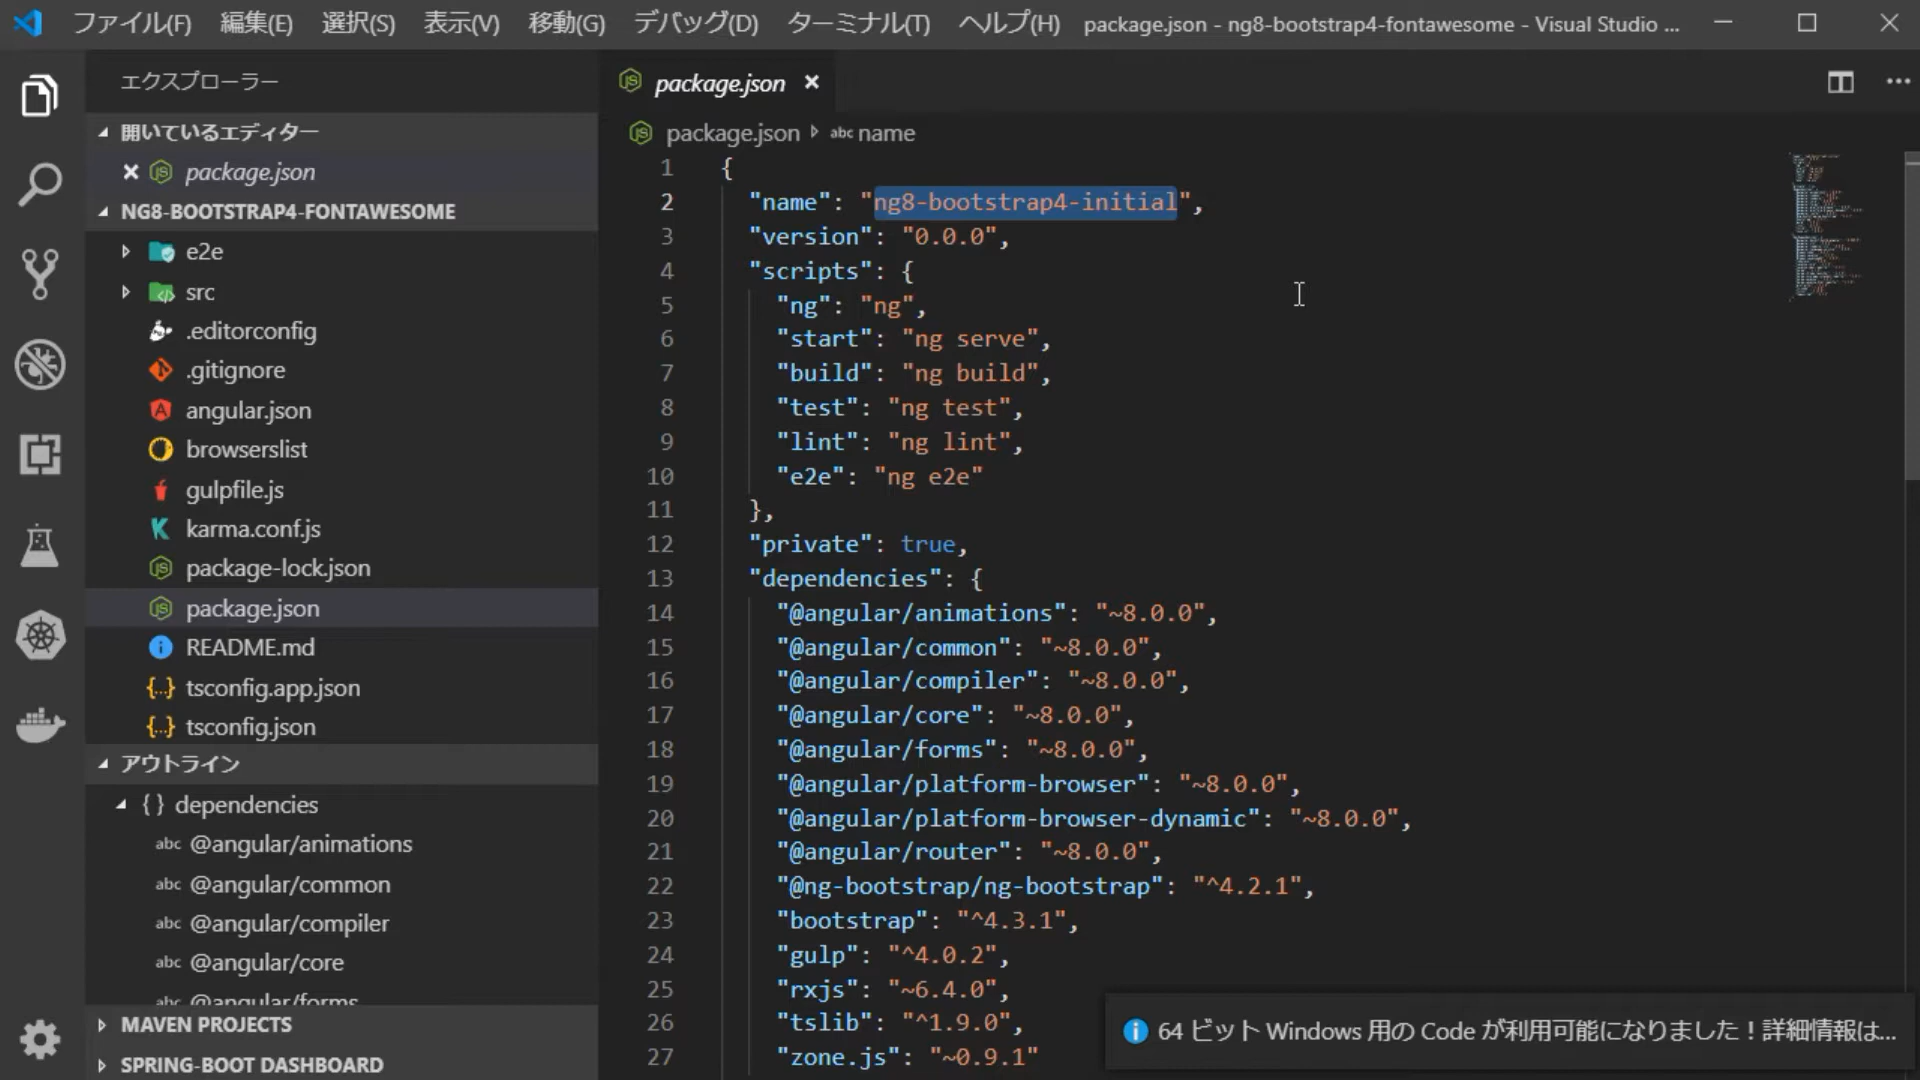 ファイル(F) 編集(E) 選択(S) 表示(V) 移動(G) デバッグ(D) ターミナル(T) ヘルプ(H) package.json - ng8-bootstrap4-fontawesome - Visual Studio ...
エクスプローラー
開いているエディター
package.json
NG8-BOOTSTRAP4-FONTAWESOME
e2e
src
.editorconfig
.gitignore
angular.json
browserslist
gulpfile.js
karma.conf.js
package-lock.json
package.json
README.md
tsconfig.app.json
tsconfig.json
アウトライン
{ } dependencies
abc @angular/animations
abc @angular/common
abc @angular/compiler
abc @angular/core
abc @angular/forms
MAVEN PROJECTS
SPRING-BOOT DASHBOARD
package.json
package.json abc name
1 {
2 "name": "ng8-bootstrap4-initial",
3 "version": "0.0.0",
4 "scripts": {
5 "ng": "ng",
6 "start": "ng serve",
7 "build": "ng build",
8 "test": "ng test",
9 "lint": "ng lint",
10 "e2e": "ng e2e"
11 },
12 "private": true,
13 "dependencies": {
14 "@angular/animations": "~8.0.0",
15 "@angular/common": "~8.0.0",
16 "@angular/compiler": "~8.0.0",
17 "@angular/core": "~8.0.0",
18 "@angular/forms": "~8.0.0",
19 "@angular/platform-browser": "~8.0.0",
20 "@angular/platform-browser-dynamic": "~8.0.0",
21 "@angular/router": "~8.0.0",
22 "@ng-bootstrap/ng-bootstrap": "^4.2.1",
23 "bootstrap": "^4.3.1",
24 "gulp": "^4.0.2",
25 "rxjs": "~6.4.0",
26 "tslib": "^1.9.0",
27 "zone.js": "~0.9.1"
64 ビット Windows 用の Code が利用可能になりました！詳細情報は...